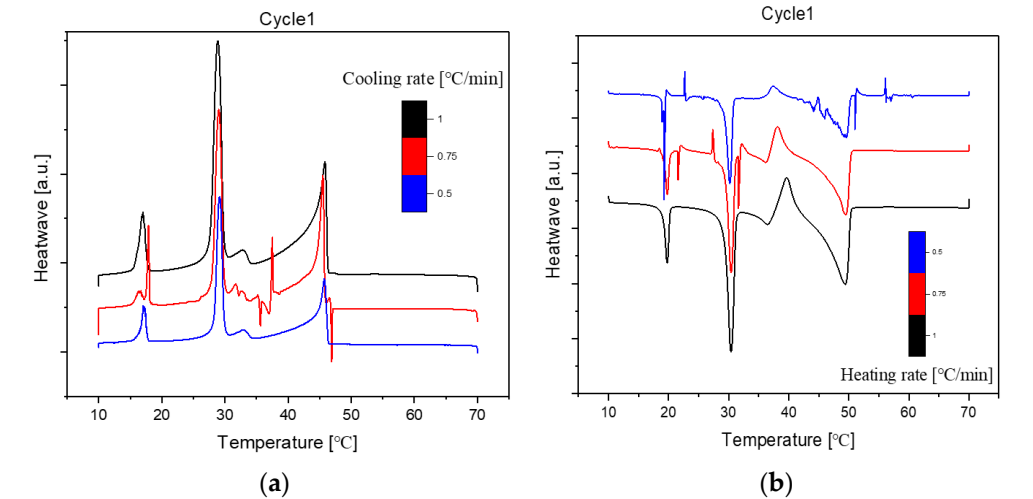 Cycle1
Cooling rate [℃/min]
1
0.75
0.5
Heatwave [a.u.]
10 20 30 40 50 60 70
Temperature [℃]
(a)
Cycle1
Heatwave [a.u.]
0.5
0.75
1
Heating rate [℃/min]
10 20 30 40 50 60 70
Temperature [℃]
(b)